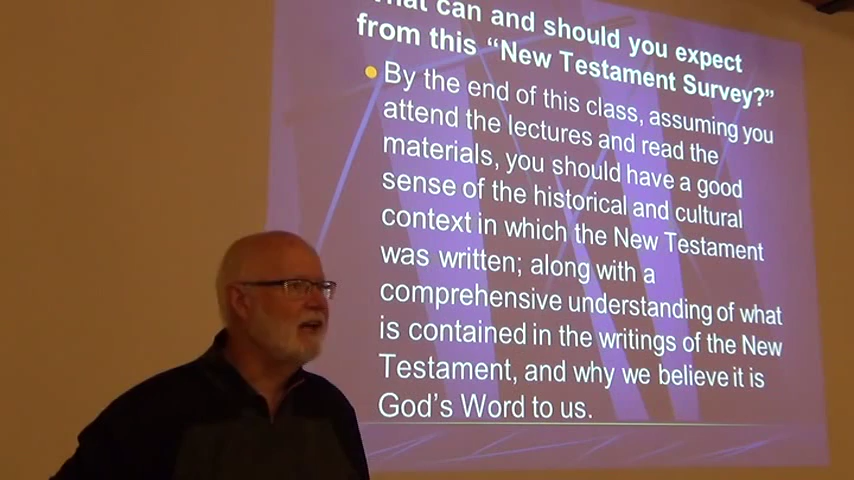 What can and should you expect
from this “New Testament Survey?”
By the end of this class, assuming you
attend the lectures and read the
materials, you should have a good
sense of the historical and cultural
context in which the New Testament
was written; along with a
comprehensive understanding of what
is contained in the writings of the New
Testament, and why we believe it is
God’s Word to us.